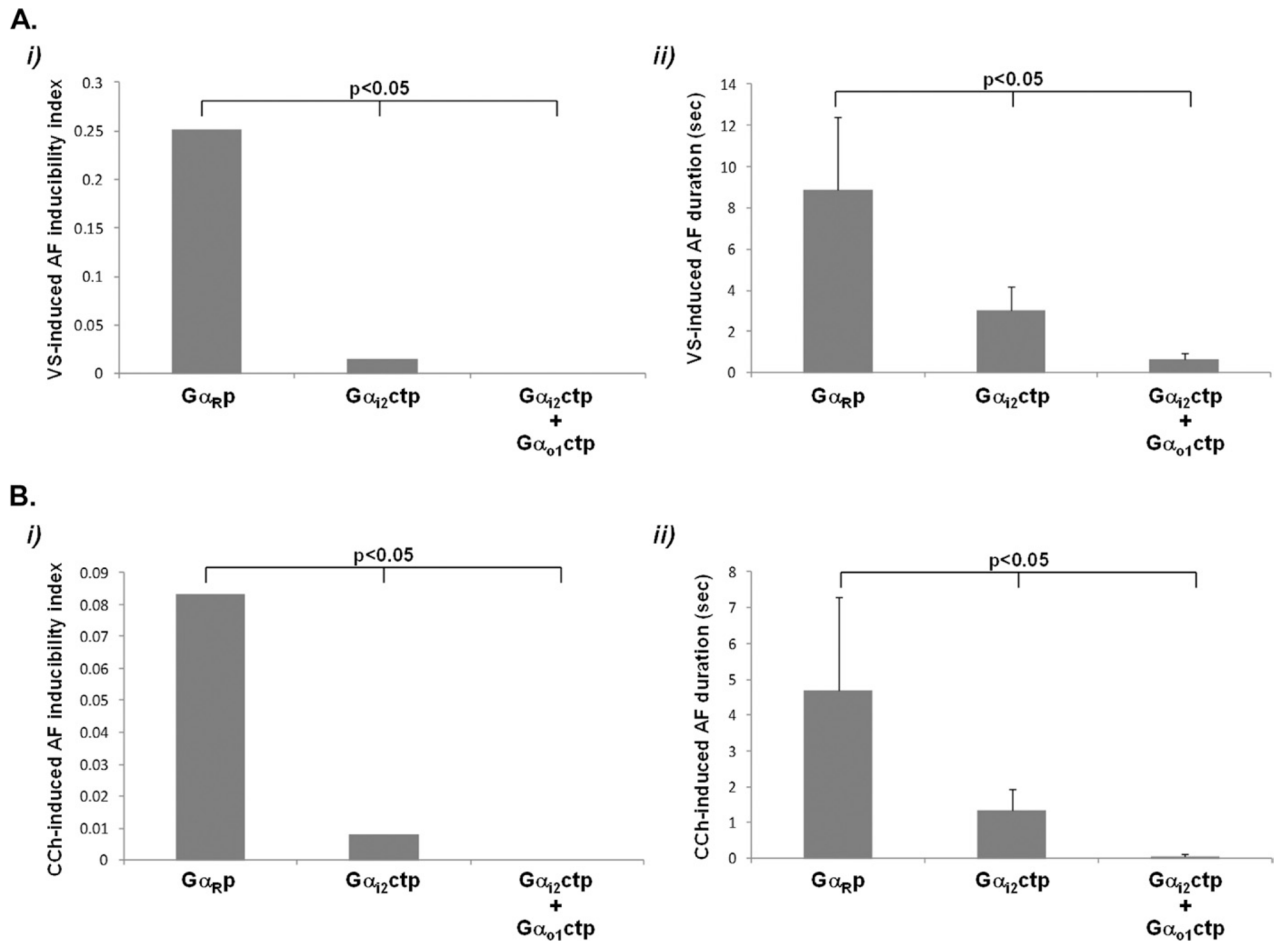 A.
i)
VS-induced AF inducibility index
p<0.05
0.3
0.25
0.2
0.15
0.1
0.05
0
GαRp
Gαi2ctp
Gαi2ctp
+
Gαo1ctp
ii)
VS-induced AF duration (sec)
p<0.05
14
12
10
8
6
4
2
0
GαRp
Gαi2ctp
Gαi2ctp
+
Gαo1ctp
B.
i)
CCh-induced AF inducibility index
p<0.05
0.09
0.08
0.07
0.06
0.05
0.04
0.03
0.02
0.01
0
GαRp
Gαi2ctp
Gαi2ctp
+
Gαo1ctp
ii)
CCh-induced AF duration (sec)
p<0.05
8
7
6
5
4
3
2
1
0
GαRp
Gαi2ctp
Gαi2ctp
+
Gαo1ctp